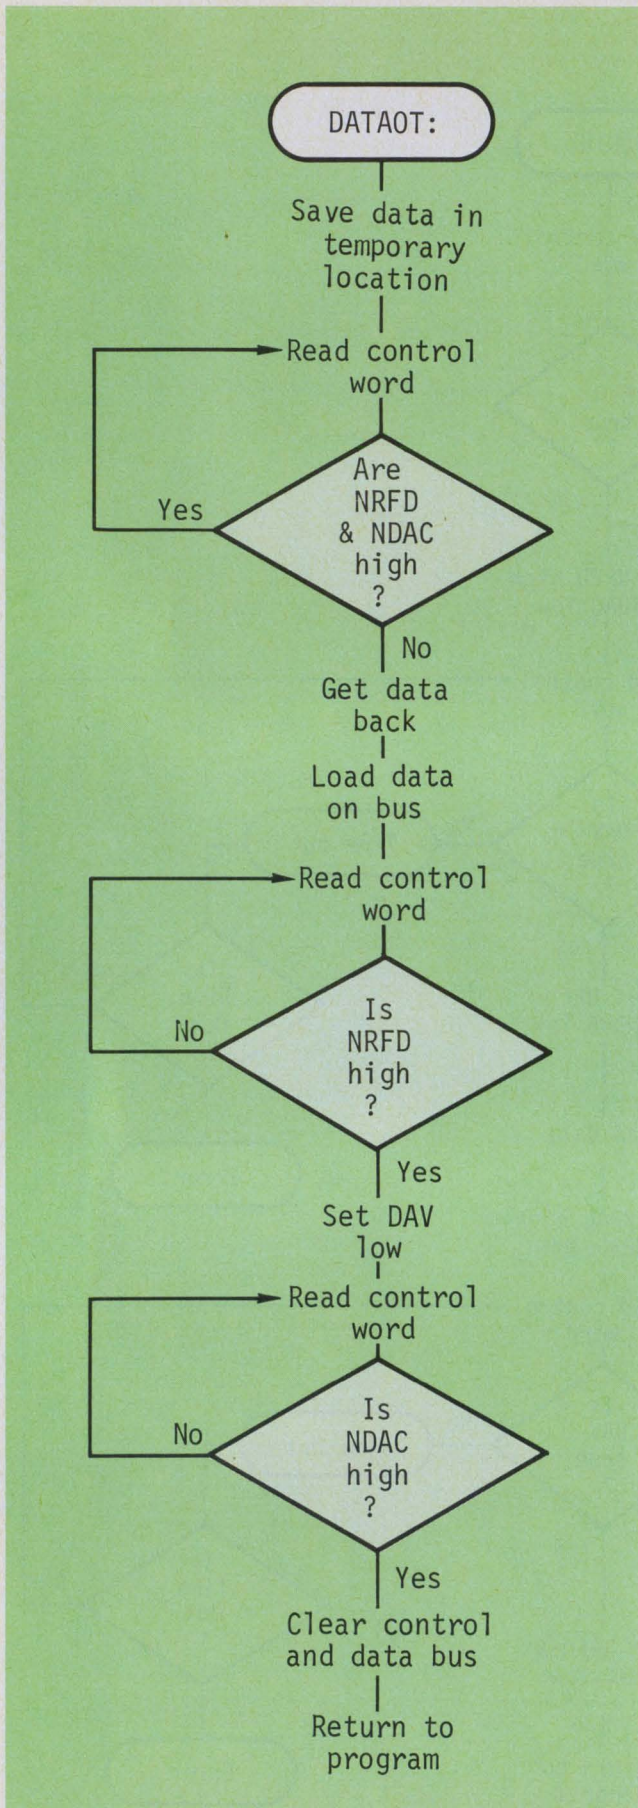 DATAOT:
Save data in
temporary
location
Read control
word
Are
NRFD
& NDAC
high
?
Yes
No
Get data
back
Load data
on bus
Read control
word
Is
NRFD
high
?
No
Yes
Set DAV
low
Read control
word
Is
NDAC
high
?
No
Yes
Clear control
and data bus
Return to
program